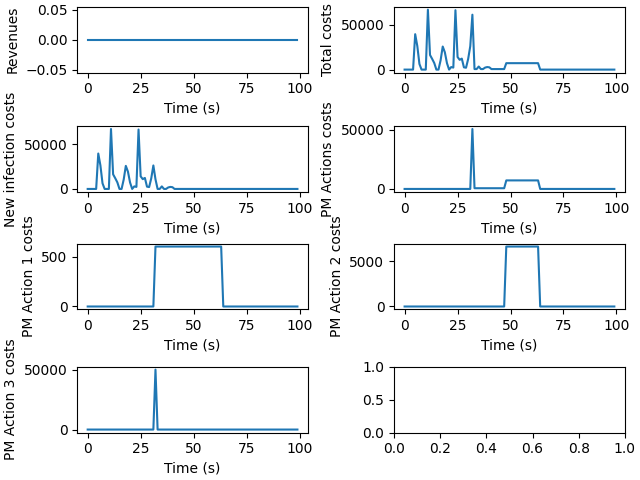 Revenues
0.05
0.00
−0.05
0 25 50 75 100
Time (s)
Total costs
50000
0
0 25 50 75 100
Time (s)
New infection costs
50000
0
0 25 50 75 100
Time (s)
PM Actions costs
50000
0
0 25 50 75 100
Time (s)
PM Action 1 costs
500
0
0 25 50 75 100
Time (s)
PM Action 2 costs
5000
0
0 25 50 75 100
Time (s)
PM Action 3 costs
50000
0
0 25 50 75 100
Time (s)
1.0
0.5
0.0
0.0 0.2 0.4 0.6 0.8 1.0